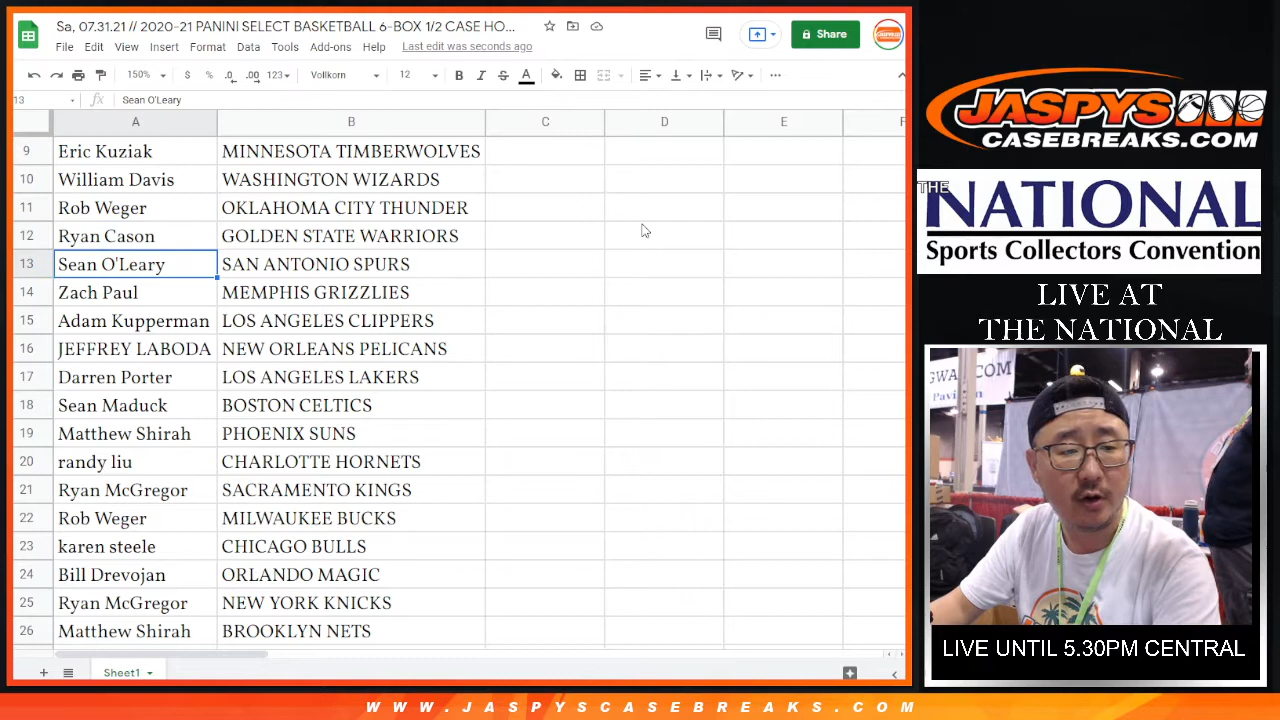 Sa, 07.31.21 // 2020-21 PANINI SELECT BASKETBALL 6-BOX 1/2 CASE HO...
File Edit View Insert Format Data Tools Add-ons Help Last edit was seconds ago
Share
150% $ % .0 .00 123 Vollkorn 12 B I S A
13 fx Sean O'Leary
A B C D E F
9 Eric Kuziak MINNESOTA TIMBERWOLVES
10 William Davis WASHINGTON WIZARDS
11 Rob Weger OKLAHOMA CITY THUNDER
12 Ryan Cason GOLDEN STATE WARRIORS
13 Sean O'Leary SAN ANTONIO SPURS
14 Zach Paul MEMPHIS GRIZZLIES
15 Adam Kupperman LOS ANGELES CLIPPERS
16 JEFFREY LABODA NEW ORLEANS PELICANS
17 Darren Porter LOS ANGELES LAKERS
18 Sean Maduck BOSTON CELTICS
19 Matthew Shirah PHOENIX SUNS
20 randy liu CHARLOTTE HORNETS
21 Ryan McGregor SACRAMENTO KINGS
22 Rob Weger MILWAUKEE BUCKS
23 karen steele CHICAGO BULLS
24 Bill Drevojan ORLANDO MAGIC
25 Ryan McGregor NEW YORK KNICKS
26 Matthew Shirah BROOKLYN NETS
Sheet1
JASPYS
CASEBREAKS.COM
THE
NATIONAL
Sports Collectors Convention
LIVE AT
THE NATIONAL
LIVE UNTIL 5.30PM CENTRAL
WWW.JASPYSCASEBREAKS.COM